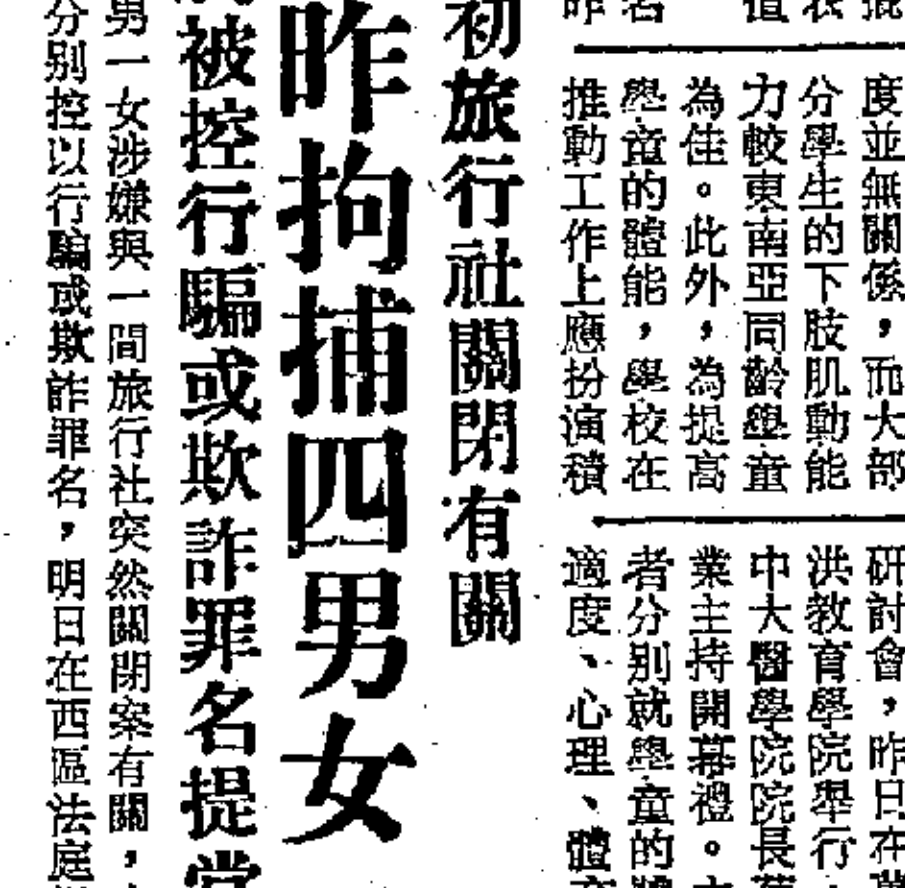 度並無關係，而大部
分學生的下肢肌動能
力較東南亞同齡學童
為佳。此外，為提高
學童的體能，學校在
推動工作上應扮演積
研討會，昨日在
洪教育學院舉行
中大醫學院院長
業主持開幕禮。
者分別就學童的
適度、心理、體
初旅行社關閉有關
昨拘捕四男女
被控行騙或欺詐罪名提堂
男一女涉嫌與一間旅行社突然關閉案有關，
分別控以行騙或欺詐罪名，明日在西區法庭